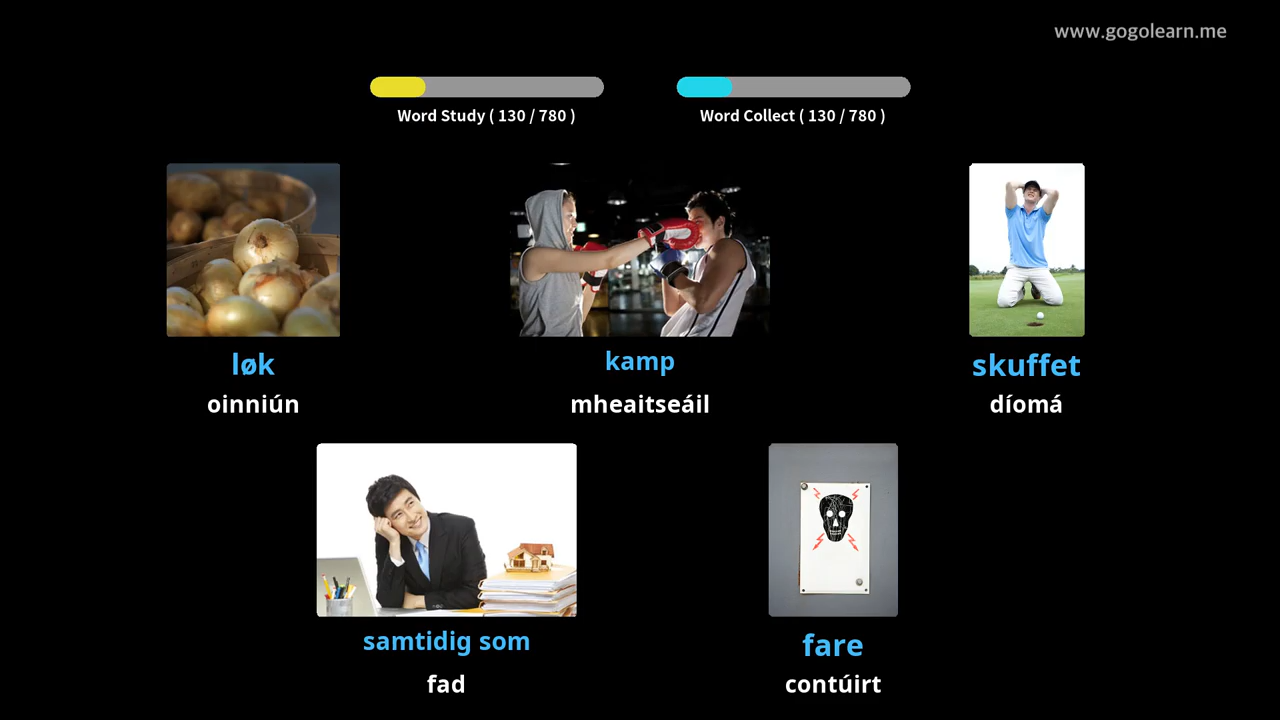 www.gogolearn.me
Word Study ( 130 / 780 )
Word Collect ( 130 / 780 )
løk
oinniún
kamp
mheaitseáil
skuffet
díomá
samtidig som
fad
fare
contúirt